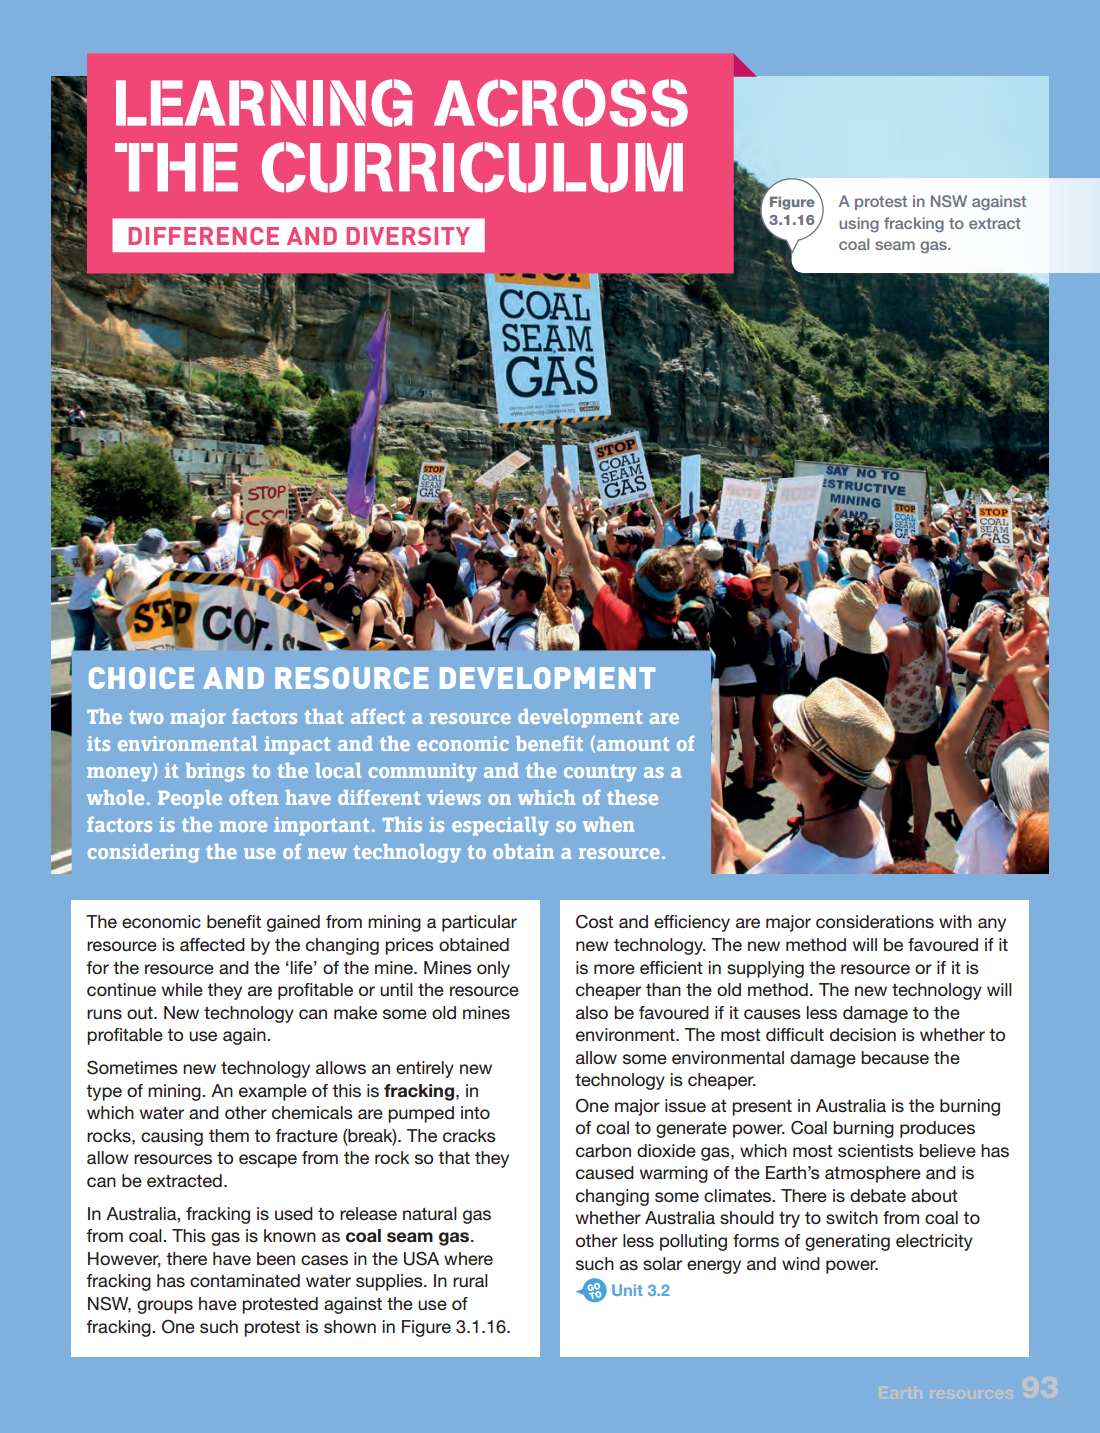 LEARNING ACROSS
THE CURRICULUM
DIFFERENCE AND DIVERSITY
Figure
3.1.16
A protest in NSW against
using fracking to extract
coal seam gas.
STOP
COAL
SEAM
GAS
STOP
COAL
SEAM
GAS
STOP
COAL
SEAM
GAS
STOP
CSG
SAY NO TO
ESTRUCTIVE
MINING
AND
STOP
COAL
SEAM
GAS
STOP
COAL
SEAM
GAS
STOP COAL S
CHOICE AND RESOURCE DEVELOPMENT
The two major factors that affect a resource development are
its environmental impact and the economic benefit (amount of
money) it brings to the local community and the country as a
whole. People often have different views on which of these
factors is the more important. This is especially so when
considering the use of new technology to obtain a resource.
The economic benefit gained from mining a particular
resource is affected by the changing prices obtained
for the resource and the ‘life’ of the mine. Mines only
continue while they are profitable or until the resource
runs out. New technology can make some old mines
profitable to use again.
Sometimes new technology allows an entirely new
type of mining. An example of this is fracking, in
which water and other chemicals are pumped into
rocks, causing them to fracture (break). The cracks
allow resources to escape from the rock so that they
can be extracted.
In Australia, fracking is used to release natural gas
from coal. This gas is known as coal seam gas.
However, there have been cases in the USA where
fracking has contaminated water supplies. In rural
NSW, groups have protested against the use of
fracking. One such protest is shown in Figure 3.1.16.
Cost and efficiency are major considerations with any
new technology. The new method will be favoured if it
is more efficient in supplying the resource or if it is
cheaper than the old method. The new technology will
also be favoured if it causes less damage to the
environment. The most difficult decision is whether to
allow some environmental damage because the
technology is cheaper.
One major issue at present in Australia is the burning
of coal to generate power. Coal burning produces
carbon dioxide gas, which most scientists believe has
caused warming of the Earth’s atmosphere and is
changing some climates. There is debate about
whether Australia should try to switch from coal to
other less polluting forms of generating electricity
such as solar energy and wind power.
GO TO Unit 3.2
Earth resources 93